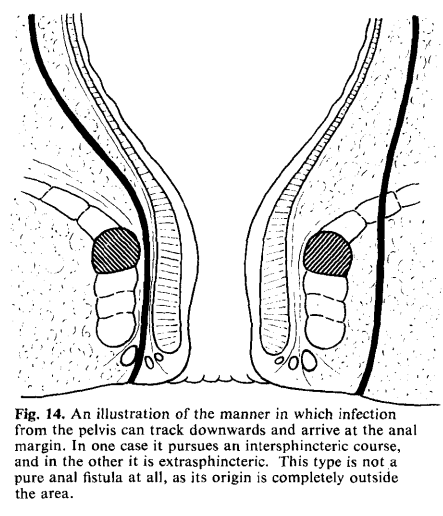 Fig. 14. An illustration of the manner in which infection
from the pelvis can track downwards and arrive at the anal
margin. In one case it pursues an intersphincteric course,
and in the other it is extrasphincteric. This type is not a
pure anal fistula at all, as its origin is completely outside
the area.